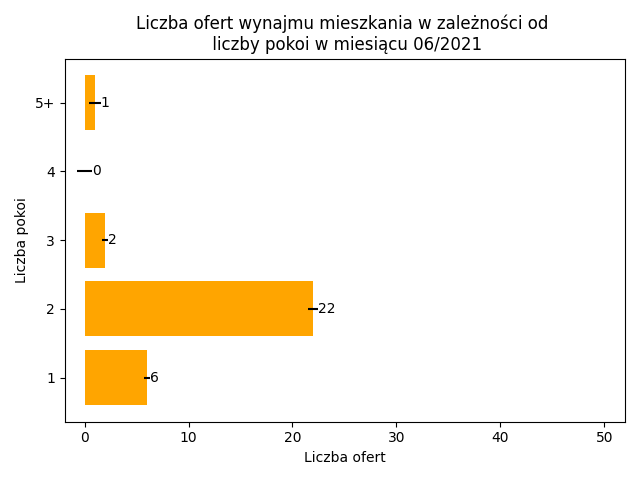 Liczba ofert wynajmu mieszkania w zależności od
liczby pokoi w miesiącu 06/2021
5+
1
4
0
3
2
2
22
1
6
Liczba pokoi
0 10 20 30 40 50
Liczba ofert